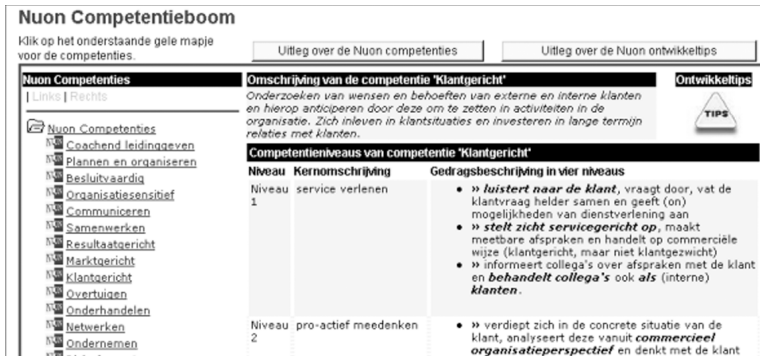 Nuon Competentieboom
Klik op het onderstaande gele mapje
voor de competenties.
Uitleg over de Nuon competenties
Uitleg over de Nuon ontwikkeltips
Nuon Competenties
| Links | Rechts
Nuon Competenties
Coachend leidinggeven
Plannen en organiseren
Besluitvaardig
Organisatiesensitief
Communiceren
Samenwerken
Resultaatgericht
Marktgericht
Klantgericht
Overtuigen
Onderhandelen
Netwerken
Ondernemen
Omschrijving van de competentie 'Klantgericht'
Onderzoeken van wensen en behoeften van externe en interne klanten
en hierop anticiperen door deze om te zetten in activiteiten in de
organisatie. Zich inleven in klantsituaties en investeren in lange termijn
relaties met klanten.
Ontwikkeltips
TIPS
Competentieniveaus van competentie 'Klantgericht'
Niveau Kernomschrijving Gedragsbeschrijving in vier niveaus
Niveau 1 service verlenen
• » luistert naar de klant, vraagt door, vat de
klantvraag helder samen en geeft (on)
mogelijkheden van dienstverlening aan
• » stelt zicht servicegericht op, maakt
meetbare afspraken en handelt op commerciële
wijze (klantgericht, maar niet klantgezwicht)
• » informeert collega's over afspraken met de klant
en behandelt collega's ook als (interne)
klanten.
Niveau 2 pro-actief meedenken
• » verdiept zich in de concrete situatie van de
klant, analyseert deze vanuit commercieel
organisatieperspectief en denkt met de klant